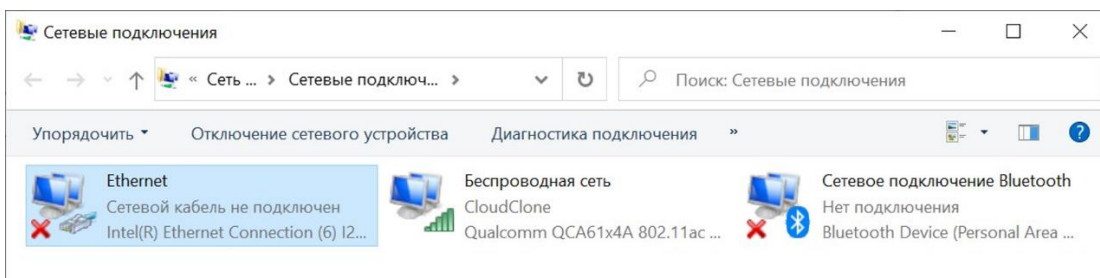 Сетевые подключения
« Сеть ... > Сетевые подключ... >
Поиск: Сетевые подключения
Упорядочить Отключение сетевого устройства Диагностика подключения »
Ethernet
Сетевой кабель не подключен
Intel(R) Ethernet Connection (6) I2...
Беспроводная сеть
CloudClone
Qualcomm QCA61x4A 802.11ac ...
Сетевое подключение Bluetooth
Нет подключения
Bluetooth Device (Personal Area ...